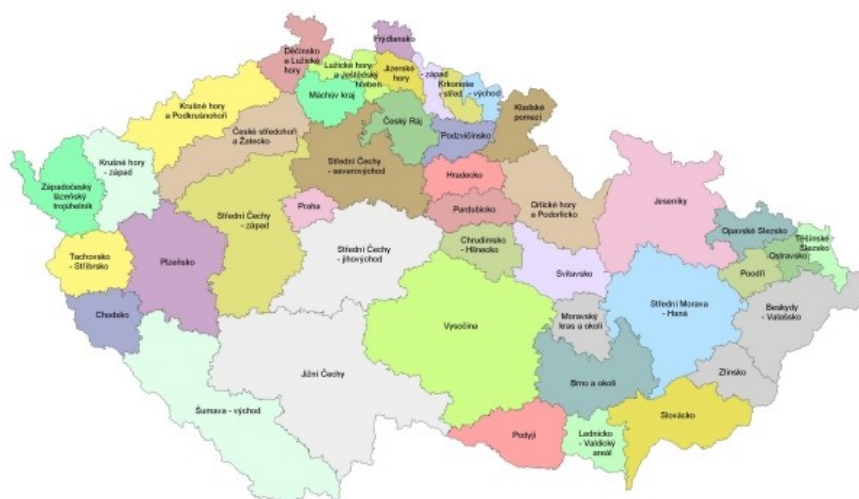 Frýdlansko
Děčínsko
a Lužické
hory
Lužické hory
a Ještědský
hřeben
Jizerské
hory
- západ
Krkonoše
- střed
- východ
Krušné hory
a Podkrušnohoří
Máchův kraj
Kladské
pomezí
České středohoří
a Žatecko
Český Ráj
Podzvičinsko
Krušné hory
- západ
Střední Čechy
- severovýchod
Západočeský
lázeňský
trojúhelník
Hradecko
Orlické hory
a Podorlicko
Jeseníky
Praha
Pardubicko
Střední Čechy
- západ
Opavské Slezsko
Těšínské
Slezsko
Chrudimsko
- Hlinecko
Střední Čechy
- jihovýchod
Ostravsko
Tachovsko
- Stříbrsko
Plzeňsko
Svitavsko
Poodří
Střední Morava
- Haná
Beskydy
- Valašsko
Chodsko
Moravský
kras a okolí
Vysočina
Zlínsko
Jižní Čechy
Brno a okolí
Šumava - východ
Slovácko
Podyjí
Lednicko
- Valdický
areál